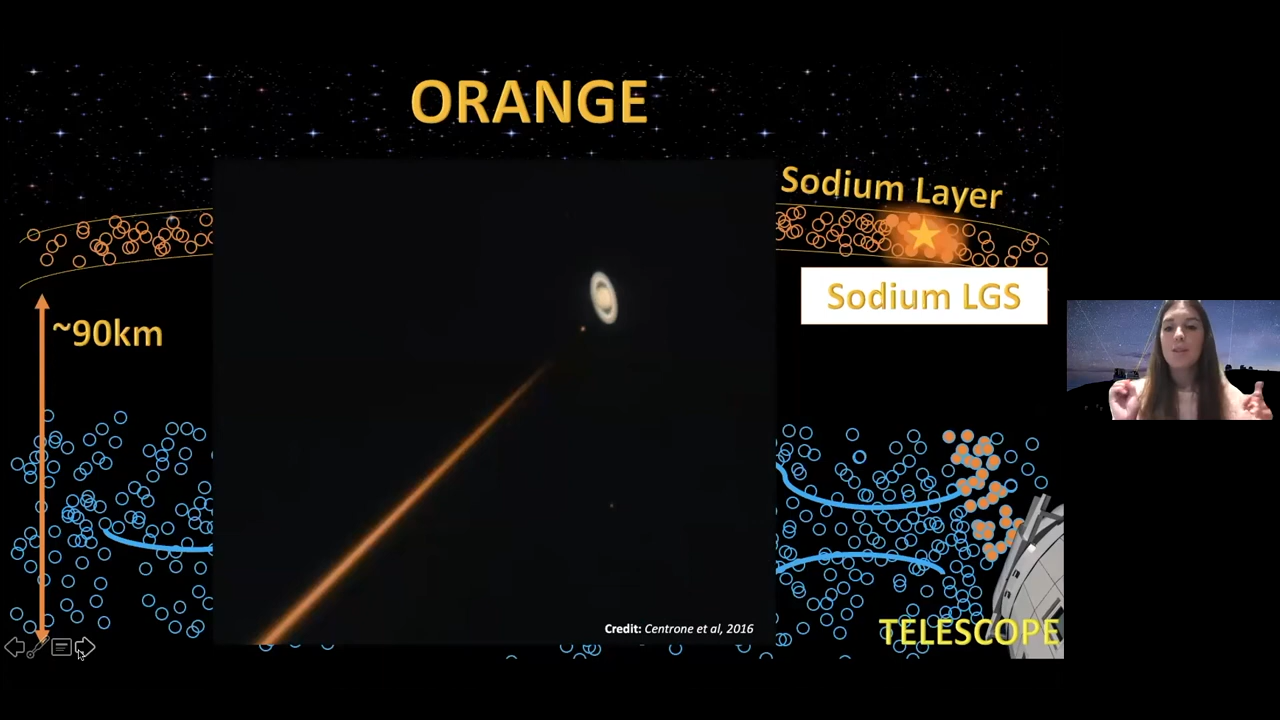 ORANGE
Sodium Layer
Sodium LGS
~90km
Credit: Centrone et al, 2016
TELESCOPE